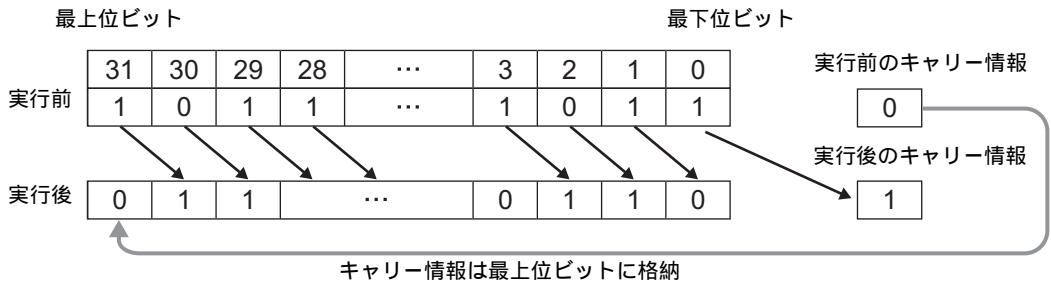 最上位ビット 最下位ビット
31 30 29 28 … 3 2 1 0 実行前のキャリー情報
実行前 1 0 1 1 … 1 0 1 1 0
実行後のキャリー情報
実行後 0 1 1 … 0 1 1 0 1
キャリー情報は最上位ビットに格納